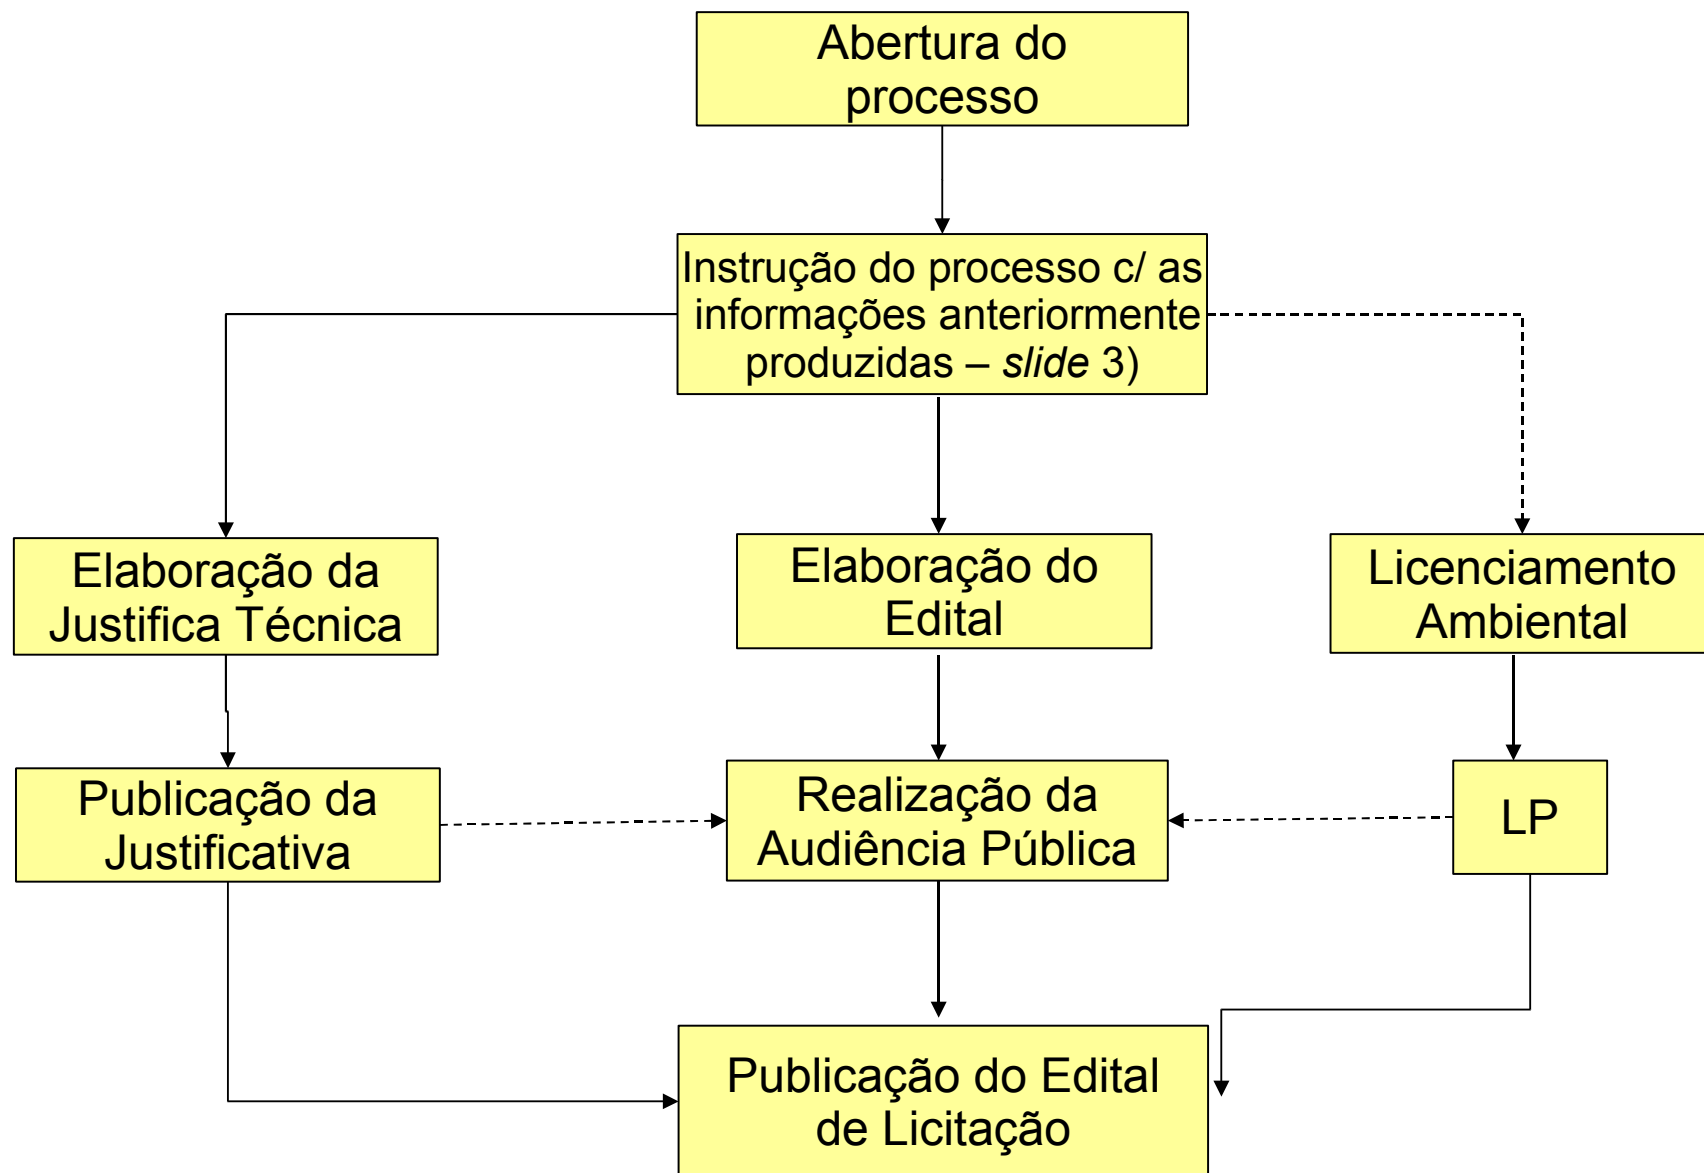 Abertura do
processo
Instrução do processo c/ as
informações anteriormente
produzidas – slide 3)
Elaboração da
Justifica Técnica
Elaboração do
Edital
Licenciamento
Ambiental
Publicação da
Justificativa
Realização da
Audiência Pública
LP
Publicação do Edital
de Licitação